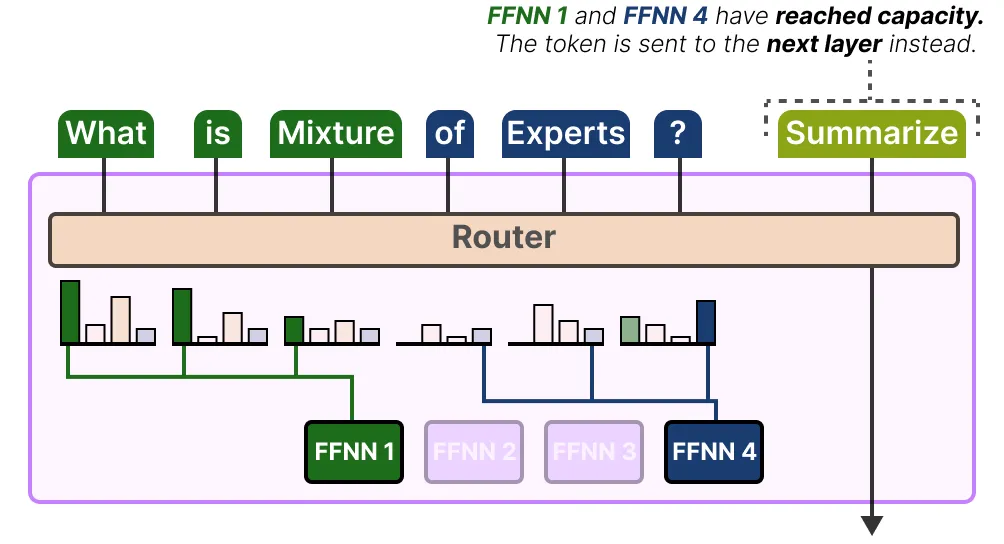 FFNN 1 and FFNN 4 have reached capacity.
The token is sent to the next layer instead.
What is Mixture of Experts ? Summarize
Router
FFNN 1 FFNN 2 FFNN 3 FFNN 4